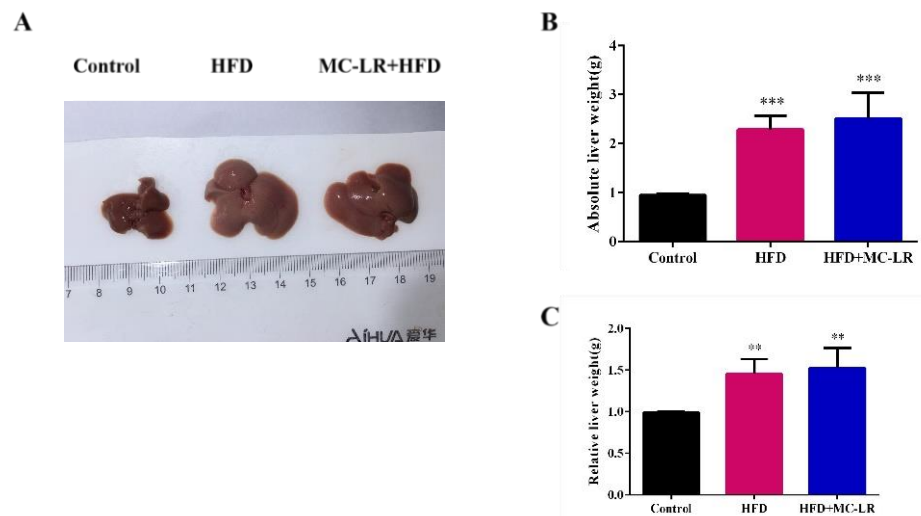 A
Control HFD MC-LR+HFD
7 8 9 10 11 12 13 14 15 16 17 18 19
AIHUA 爱华
B
Absolute liver weight(g)
4
3
2
1
0
***
***
Control HFD HFD+MC-LR
C
Relative liver weight(g)
2.0
1.5
1.0
0.5
0.0
**
**
Control HFD HFD+MC-LR